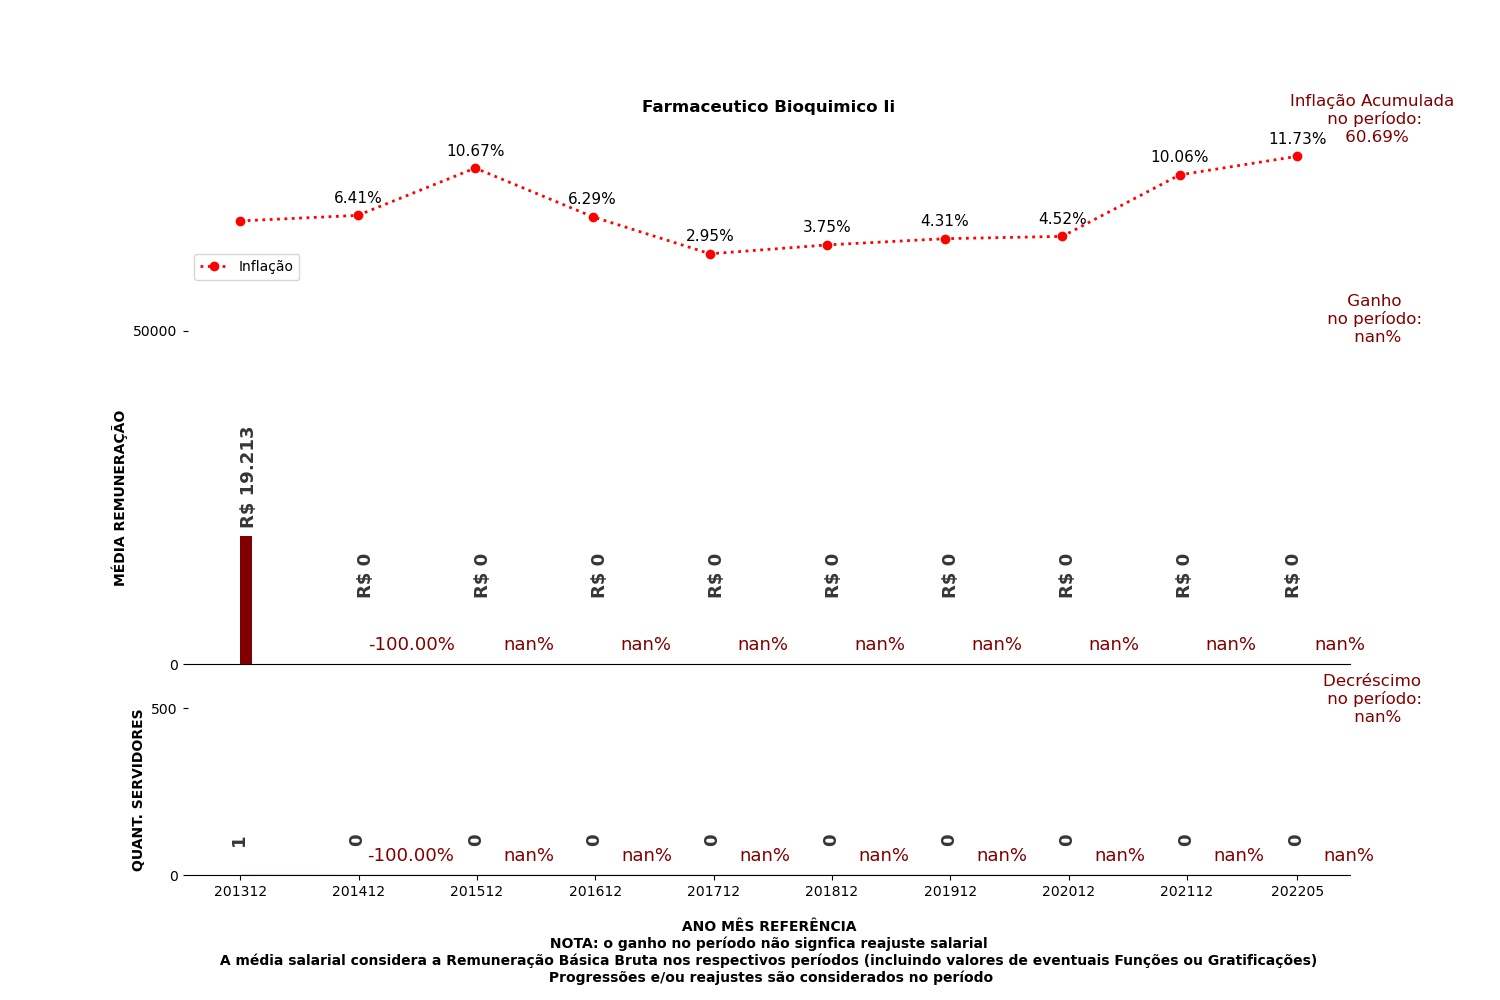 Farmaceutico Bioquimico Ii
Inflação Acumulada
no período:
60.69%
6.41%
10.67%
6.29%
2.95%
3.75%
4.31%
4.52%
10.06%
11.73%
Inflação
Ganho
no período:
nan%
50000
0
MÉDIA REMUNERAÇÃO
R$ 19.213
R$ 0
R$ 0
R$ 0
R$ 0
R$ 0
R$ 0
R$ 0
R$ 0
R$ 0
-100.00%
nan%
nan%
nan%
nan%
nan%
nan%
nan%
nan%
Decréscimo
no período:
nan%
500
0
QUANT. SERVIDORES
1
0
0
0
0
0
0
0
0
0
-100.00%
nan%
nan%
nan%
nan%
nan%
nan%
nan%
nan%
201312
201412
201512
201612
201712
201812
201912
202012
202112
202205
ANO MÊS REFERÊNCIA
NOTA: o ganho no período não signfica reajuste salarial
A média salarial considera a Remuneração Básica Bruta nos respectivos períodos (incluindo valores de eventuais Funções ou Gratificações)
Progressões e/ou reajustes são considerados no período